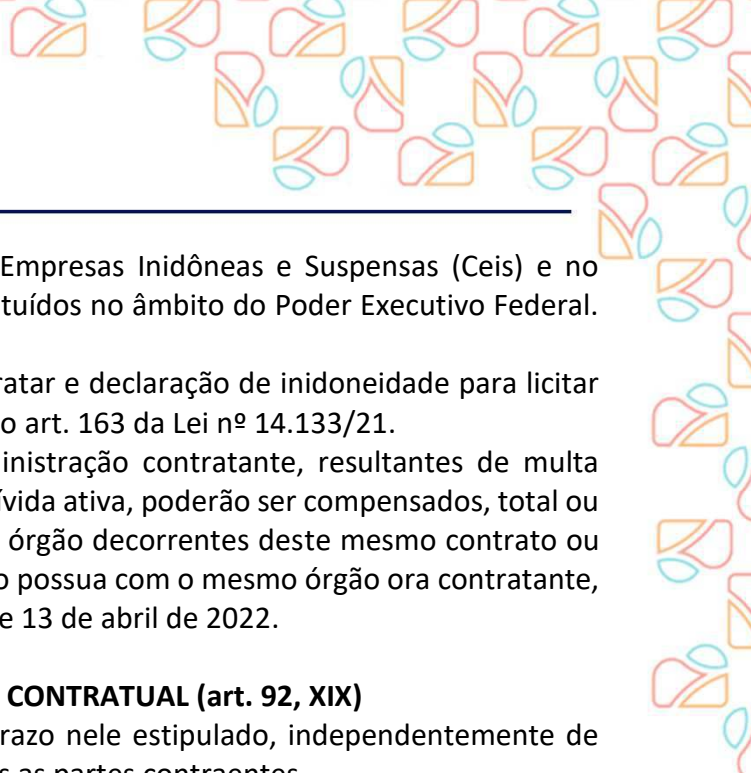 Empresas Inidôneas e Suspensas (Ceis) e no
tuídos no âmbito do Poder Executivo Federal.
ratar e declaração de inidoneidade para licitar
o art. 163 da Lei nº 14.133/21.
inistração contratante, resultantes de multa
ívida ativa, poderão ser compensados, total ou
órgão decorrentes deste mesmo contrato ou
o possua com o mesmo órgão ora contratante,
e 13 de abril de 2022.
CONTRATUAL (art. 92, XIX)
razo nele estipulado, independentemente de
s as partes contraentes